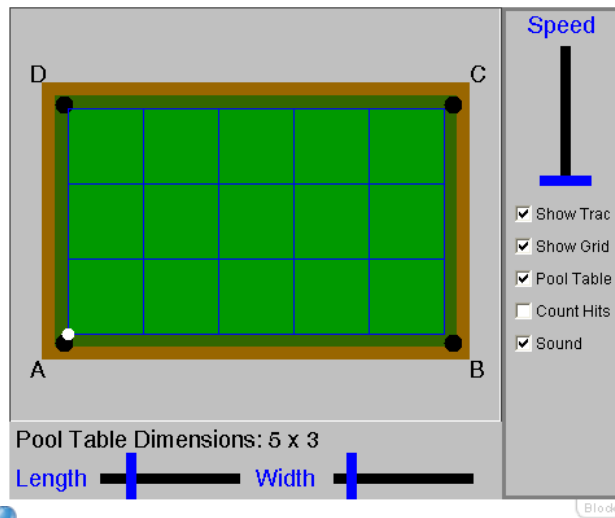 Speed
D
C
Show Trac
Show Grid
Pool Table
Count Hits
Sound
A
B
Pool Table Dimensions: 5 x 3
Length
Width